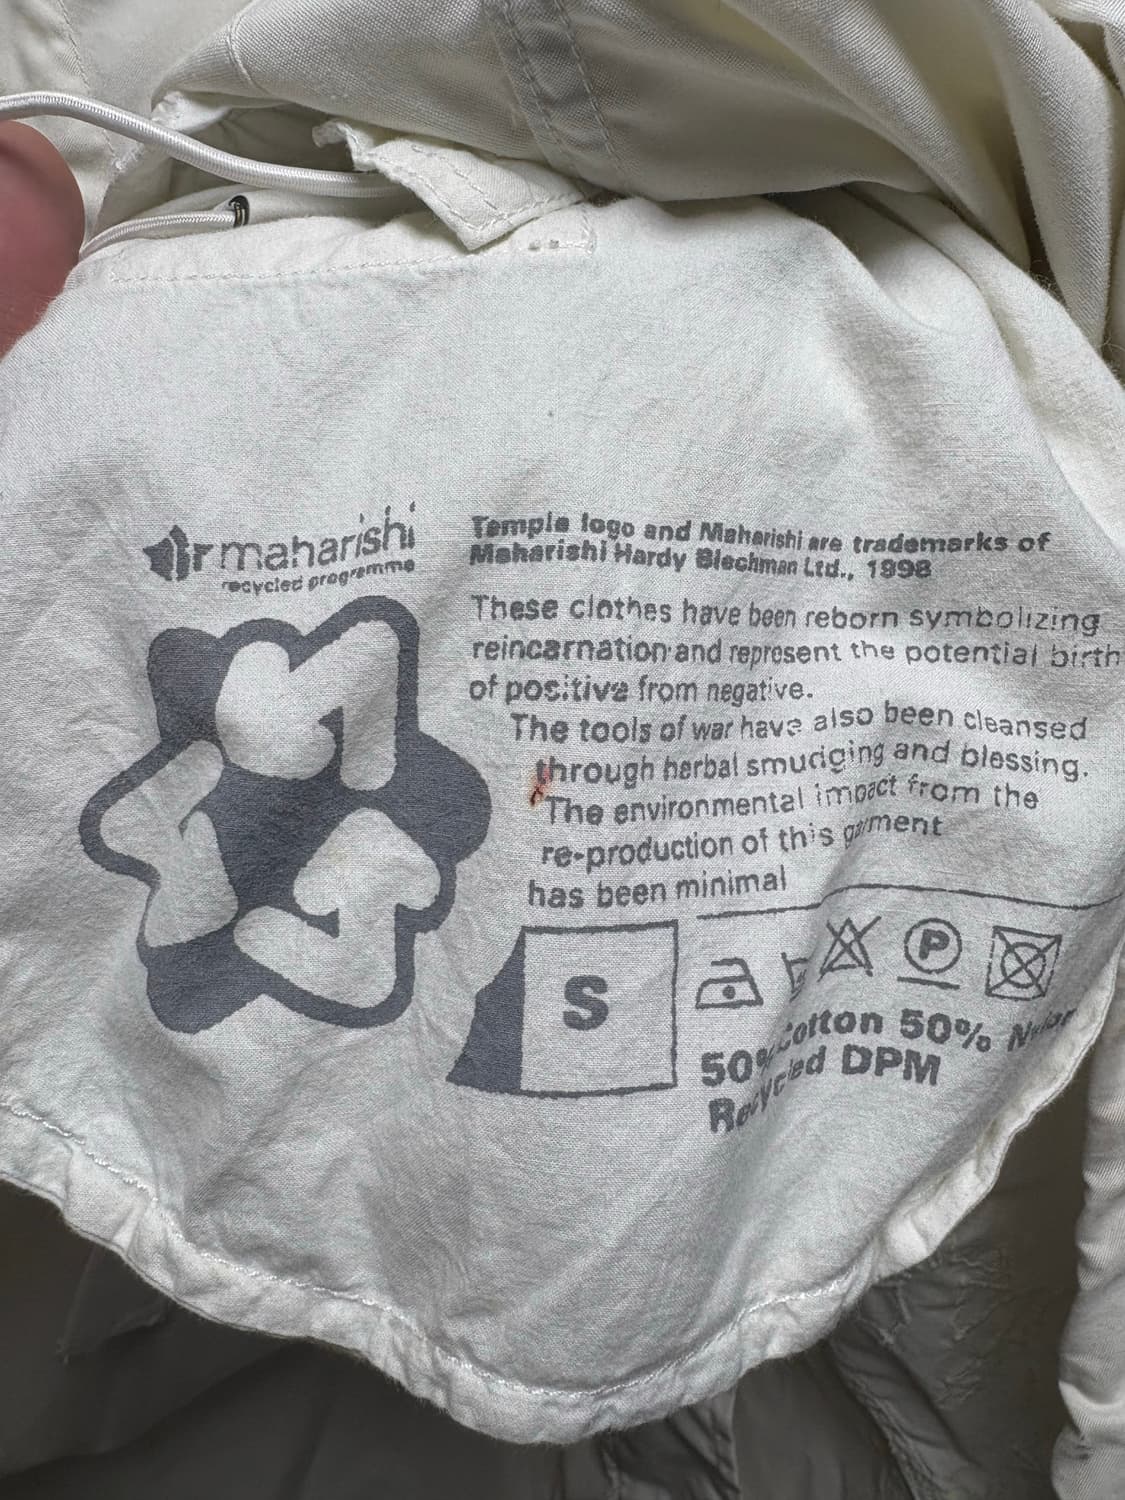 maharishi
recycled programme
Temple logo and Maharishi are trademarks of
Maharishi Hardy Blechman Ltd., 1998
These clothes have been reborn symbolizing
reincarnation and represent the potential birth
of positive from negative.
The tools of war have also been cleansed
through herbal smudging and blessing.
The environmental impact from the
re-production of this garment
has been minimal
S
P
50% Cotton 50% Nylon
Recycled DPM